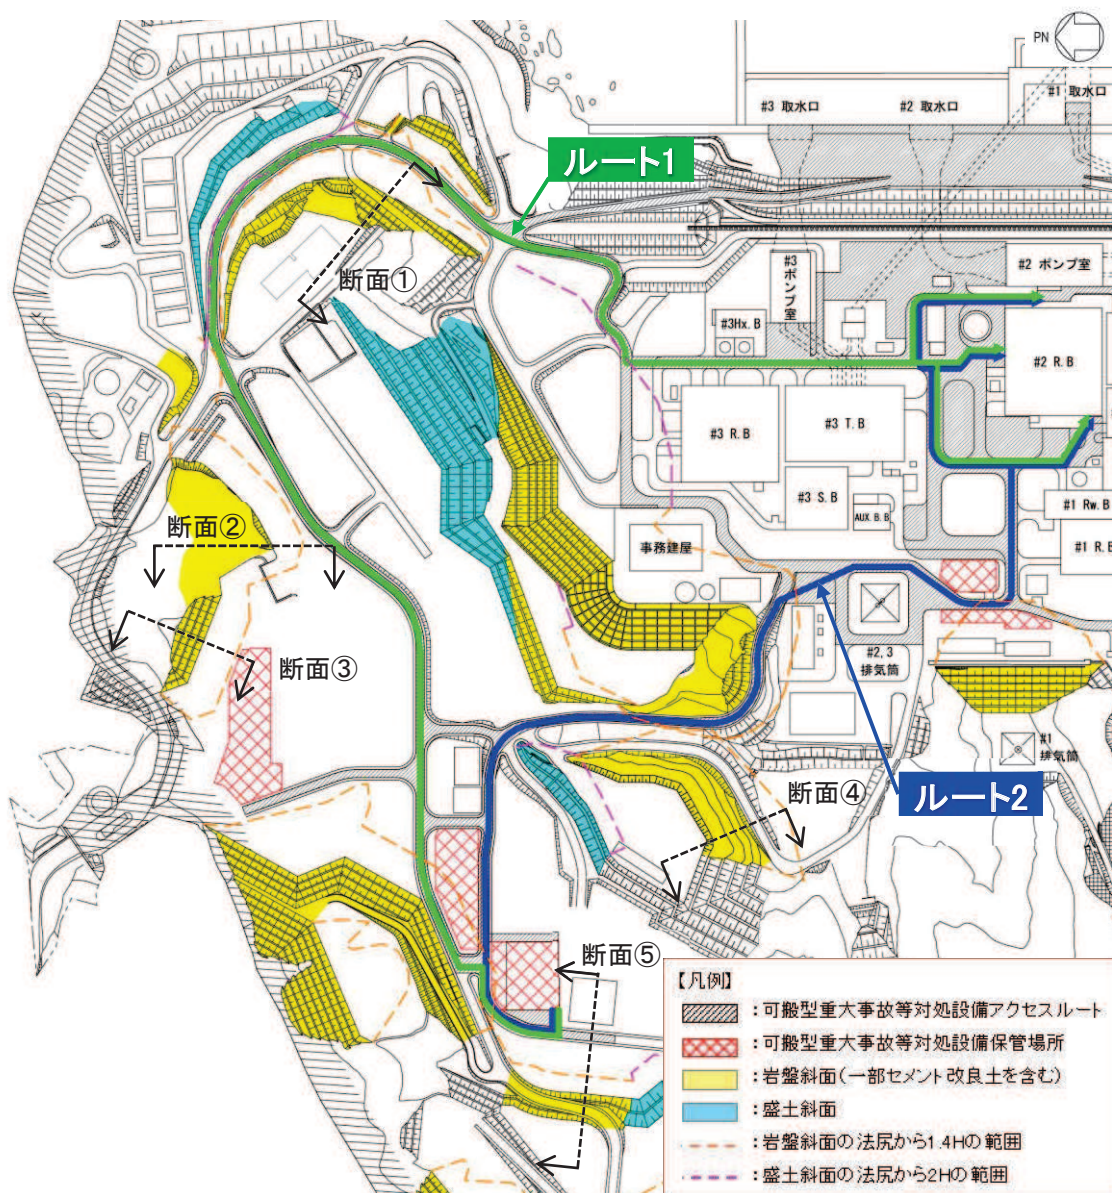 PN
#1 取水口
#3 取水口
#2 取水口
ルート1
#3
ポンプ室
#2 ポンプ室
断面①
#3Hx.B
#2 R.B
#3 R.B
#3 T.B
#3 S.B
AUX.B.B
#1 Rw.B
#1 R.B
断面②
事務建屋
断面③
#2,3
排気筒
#1
排気筒
断面④
ルート2
断面⑤
【凡例】
：可搬型重大事故等対処設備アクセスルート
：可搬型重大事故等対処設備保管場所
：岩盤斜面(一部セメント改良土を含む)
：盛土斜面
：岩盤斜面の法尻から1.4Hの範囲
：盛土斜面の法尻から2Hの範囲